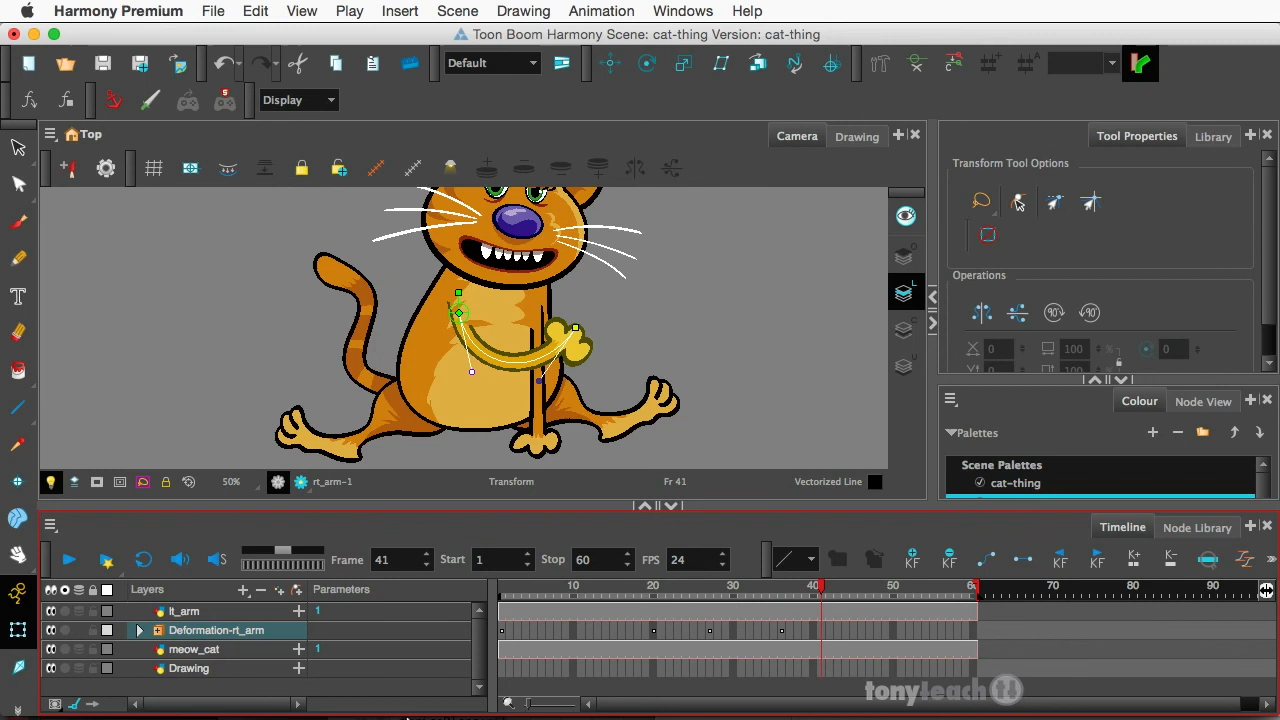 Harmony Premium File Edit View Play Insert Scene Drawing Animation Windows Help
Toon Boom Harmony Scene: cat-thing Version: cat-thing
Default
Display
Top
Camera Drawing
Tool Properties Library
Transform Tool Options
Operations
0 100 % 0
100
Colour Node View
Palettes
Scene Palettes
cat-thing
50% rt_arm-1 Transform Fr 41 Vectorized Line
Timeline Node Library
Frame 41 Start 1 Stop 60 FPS 24 KF KF KF KF K+ K-
Layers Parameters 10 20 30 40 50 6 70 80 90
lt_arm 1
Deformation-rt_arm
meow_cat 1
Drawing
tonyteach